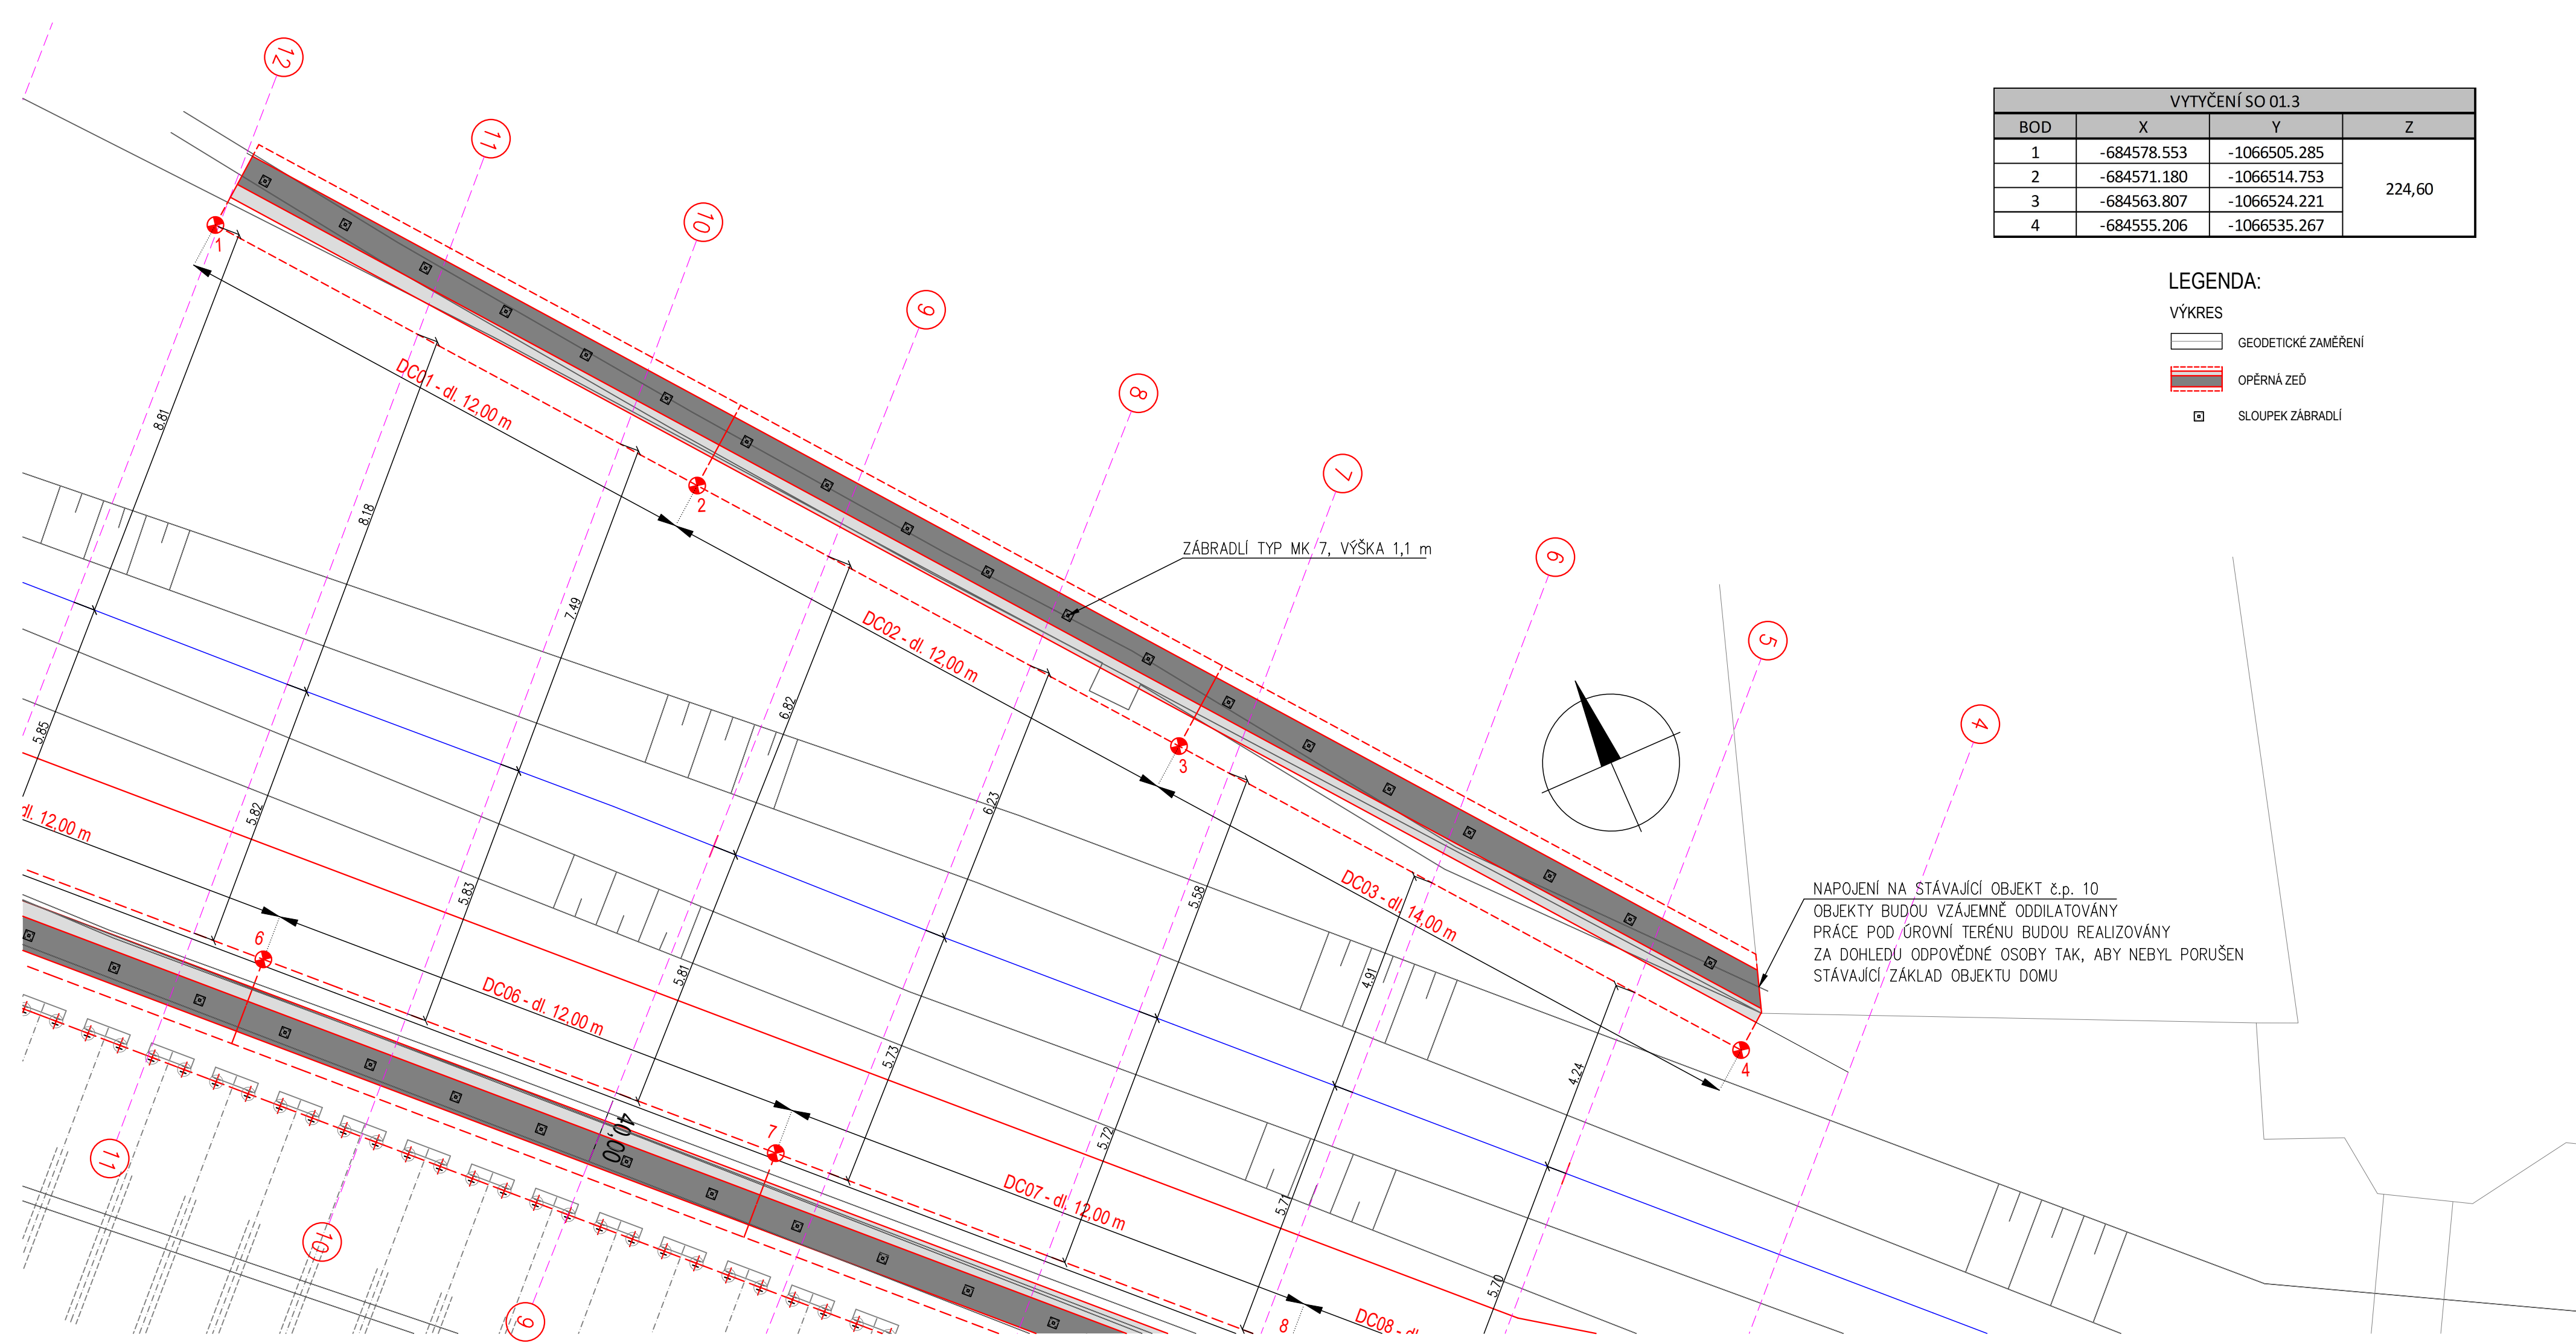 12
11
10
9
8
7
6
5
4
VYTYČENÍ SO 01.3
BOD X Y Z
1 -684578.553 -1066505.285
2 -684571.180 -1066514.753
3 -684563.807 -1066524.221
4 -684555.206 -1066535.267
224,60
LEGENDA:
VÝKRES
GEODETICKÉ ZAMĚŘENÍ
OPĚRNÁ ZEĎ
SLOUPEK ZÁBRADLÍ
1
2
3
4
DC01 - dl. 12,00 m
DC02 - dl. 12,00 m
DC03 - dl. 14,00 m
ZÁBRADLÍ TYP MK 7, VÝŠKA 1,1 m
NAPOJENÍ NA STÁVAJÍCÍ OBJEKT č.p. 10
OBJEKTY BUDOU VZÁJEMNĚ ODDILATOVÁNY
PRÁCE POD ÚROVNÍ TERÉNU BUDOU REALIZOVÁNY
ZA DOHLEDU ODPOVĚDNÉ OSOBY TAK, ABY NEBYL PORUŠEN
STÁVAJÍCÍ ZÁKLAD OBJEKTU DOMU
8.81
8.18
7.49
6.82
6.23
5.58
4.91
4.24
5.85
5.82
5.83
5.81
5.73
5.72
5.71
5.70
dl. 12,00 m
6
DC06 - dl. 12,00 m
7
DC07 - dl. 12,00 m
8
DC08 - dl
40,00
11
10
9